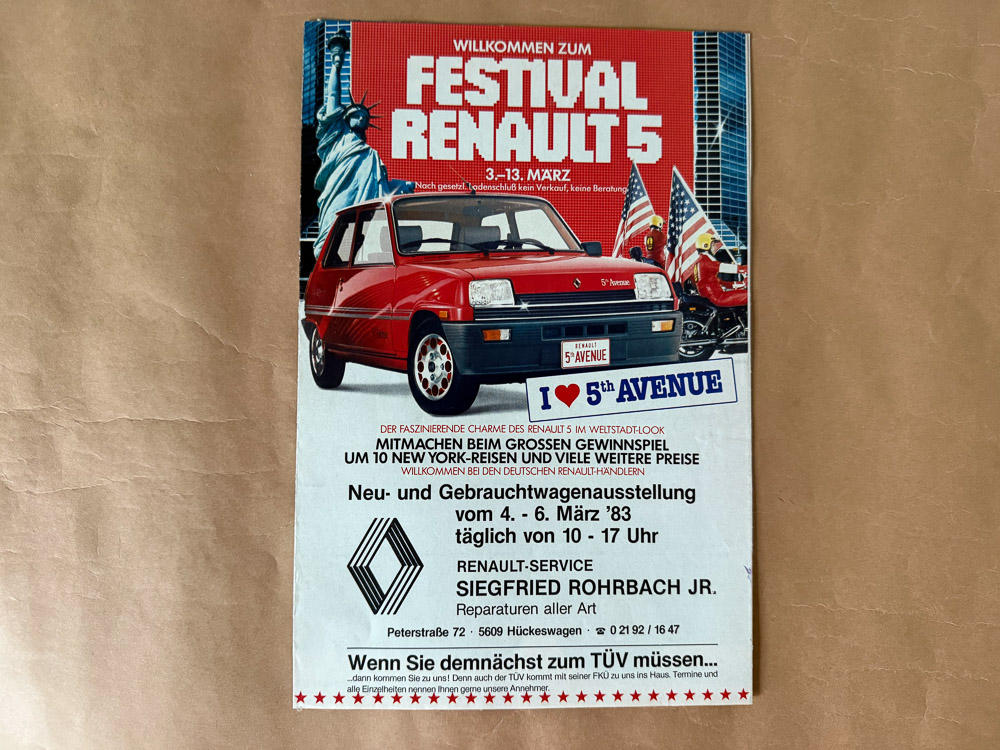 WILLKOMMEN ZUM
FESTIVAL
RENAULT 5
3.–13. MÄRZ
Nach gesetzl. Ladenschluß kein Verkauf, keine Beratung
5th Avenue
RENAULT
5th AVENUE
I ♥ 5th AVENUE
DER FASZINIERENDE CHARME DES RENAULT 5 IM WELTSTADT-LOOK
MITMACHEN BEIM GROSSEN GEWINNSPIEL
UM 10 NEW YORK-REISEN UND VIELE WEITERE PREISE
WILLKOMMEN BEI DEN DEUTSCHEN RENAULT-HÄNDLERN
Neu- und Gebrauchtwagenausstellung
vom 4. - 6. März '83
täglich von 10 - 17 Uhr
RENAULT-SERVICE
SIEGFRIED ROHRBACH JR.
Reparaturen aller Art
Peterstraße 72 · 5609 Hückeswagen · ☎ 0 21 92 / 16 47
Wenn Sie demnächst zum TÜV müssen...
...dann kommen Sie zu uns! Denn auch der TÜV kommt mit seiner FKÜ zu uns ins Haus. Termine und
alle Einzelheiten nennen Ihnen gerne unsere Annehmer.